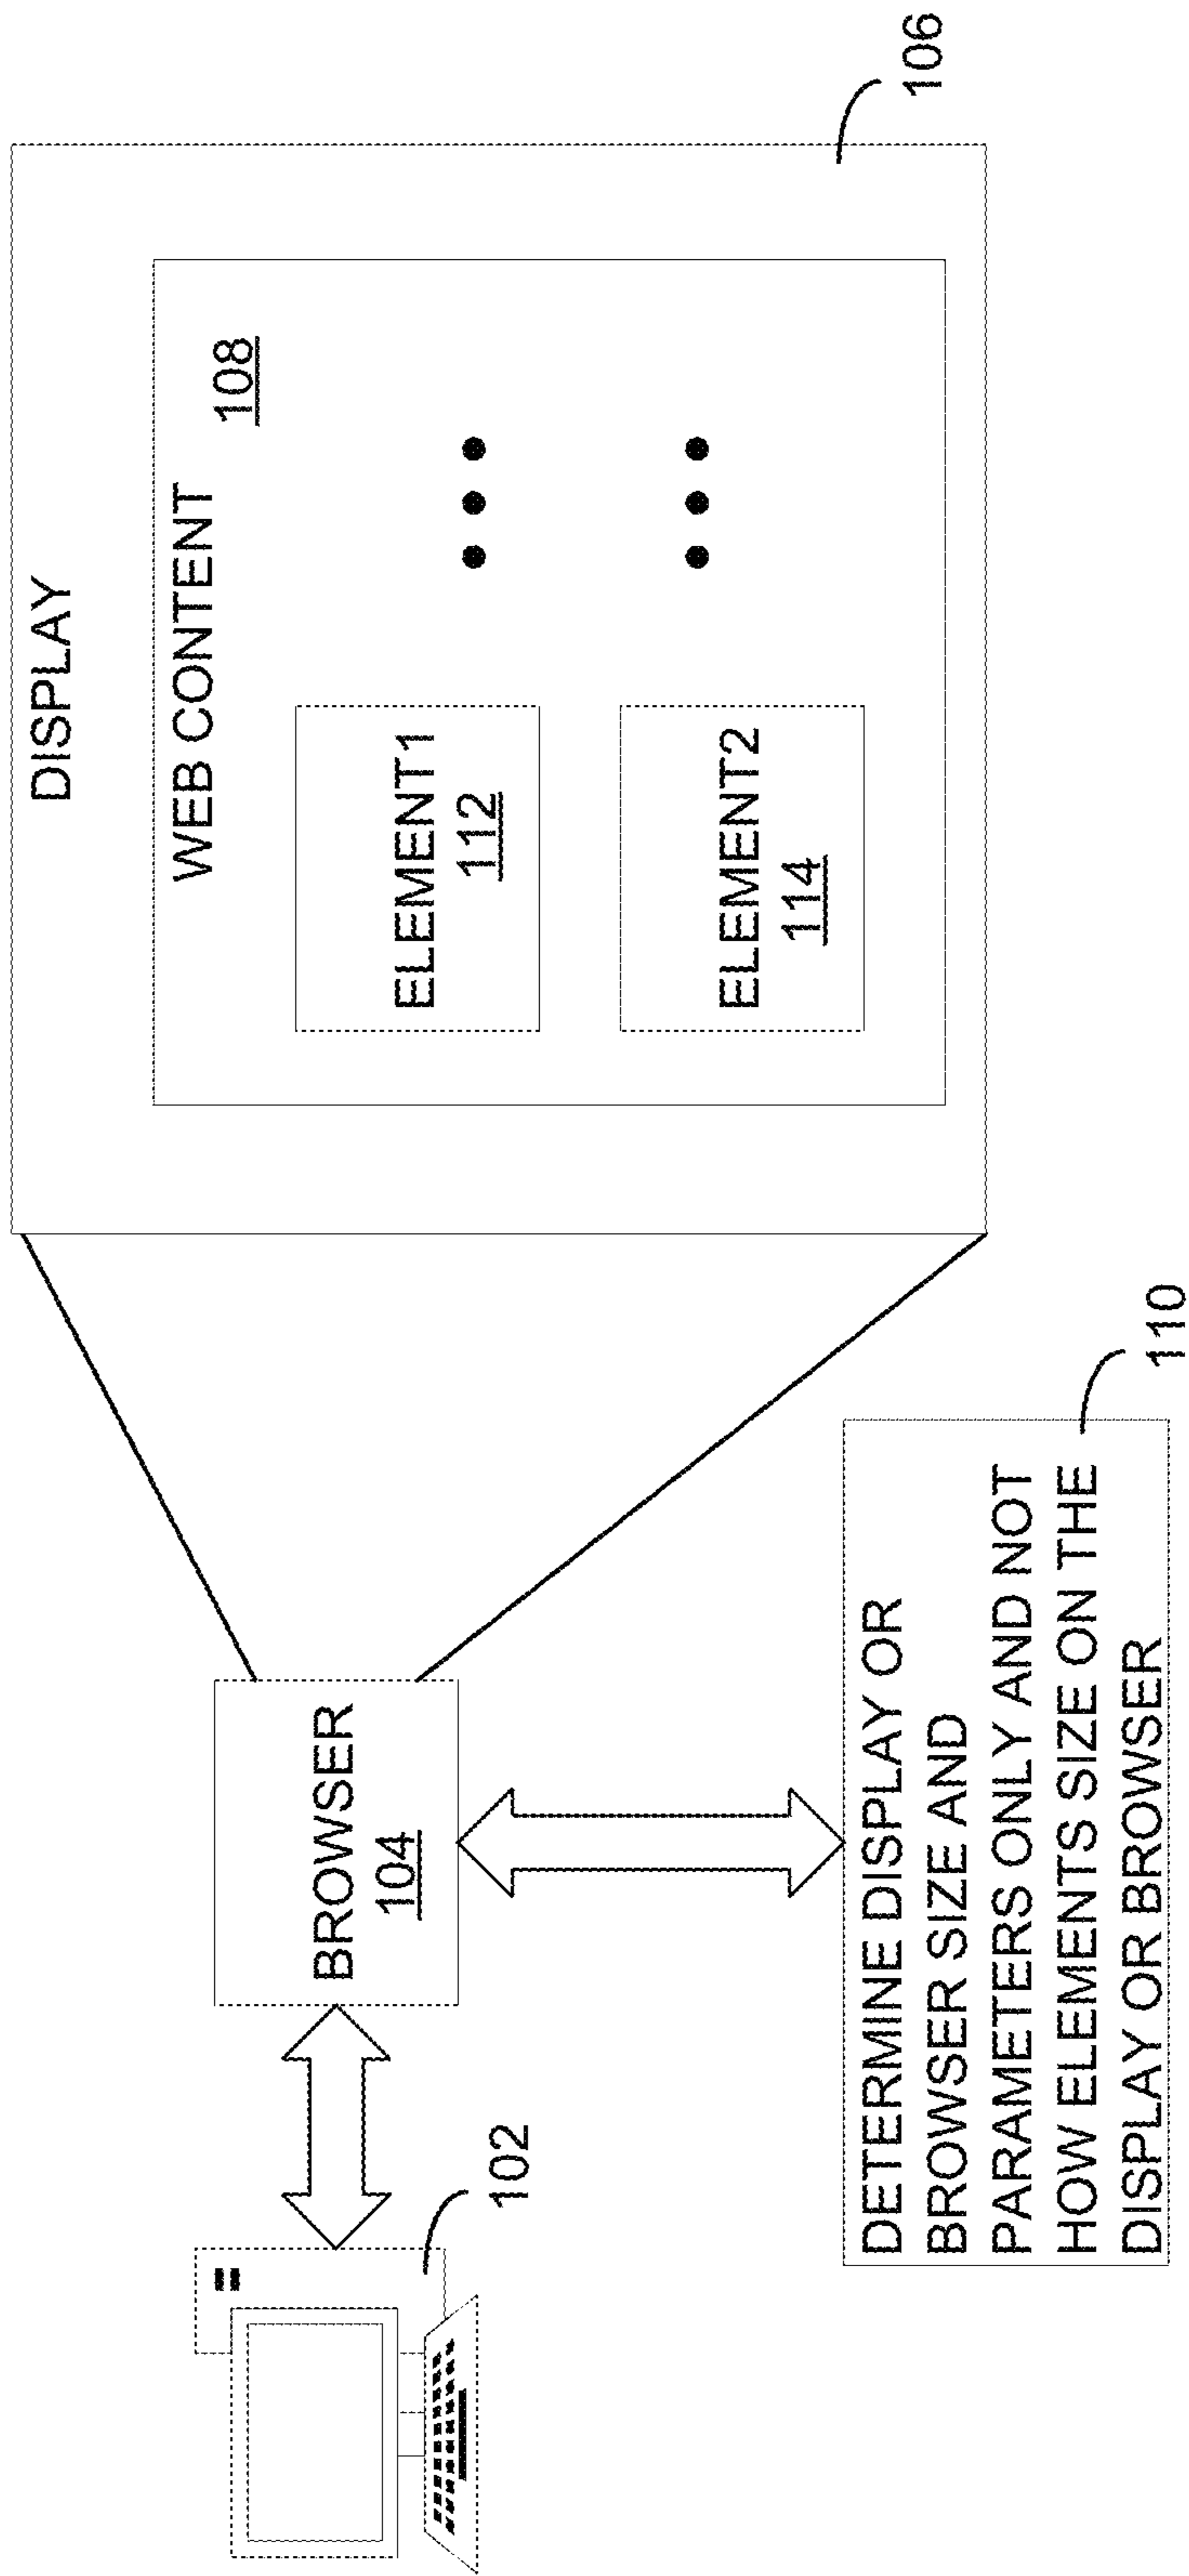 DISPLAY
106
WEB CONTENT
108
ELEMENT1
112
ELEMENT2
114
BROWSER
104
102
DETERMINE DISPLAY OR
BROWSER SIZE AND
PARAMETERS ONLY AND NOT
HOW ELEMENTS SIZE ON THE
DISPLAY OR BROWSER
110